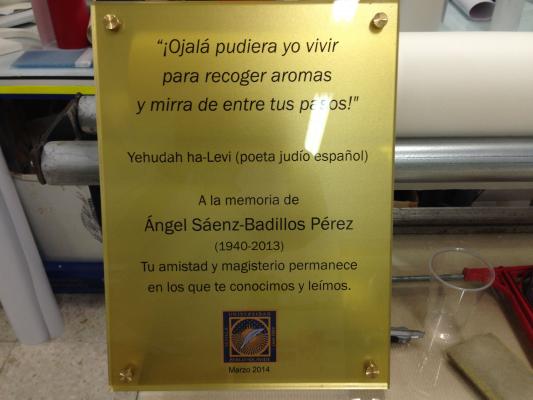 “¡Ojalá pudiera yo vivir
para recoger aromas
y mirra de entre tus pasos!"
Yehudah ha-Levi (poeta judío español)
A la memoria de
Ángel Sáenz-Badillos Pérez
(1940-2013)
Tu amistad y magisterio permanece
en los que te conocimos y leímos.
UNIVERSIDAD
Marzo 2014